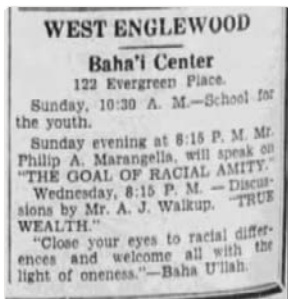 WEST ENGLEWOOD
Baha'i Center
122 Evergreen Place.
Sunday, 10:30 A. M.—School for
the youth.
Sunday evening at 8:15 P. M. Mr.
Philip A. Marangella, will speak on
"THE GOAL OF RACIAL AMITY."
Wednesday, 8:15 P. M. — Discus-
sions by Mr. A. J. Walkup. "TRUE
WEALTH."
"Close your eyes to racial differ-
ences and welcome all with the
light of oneness."—Baha U'llah.